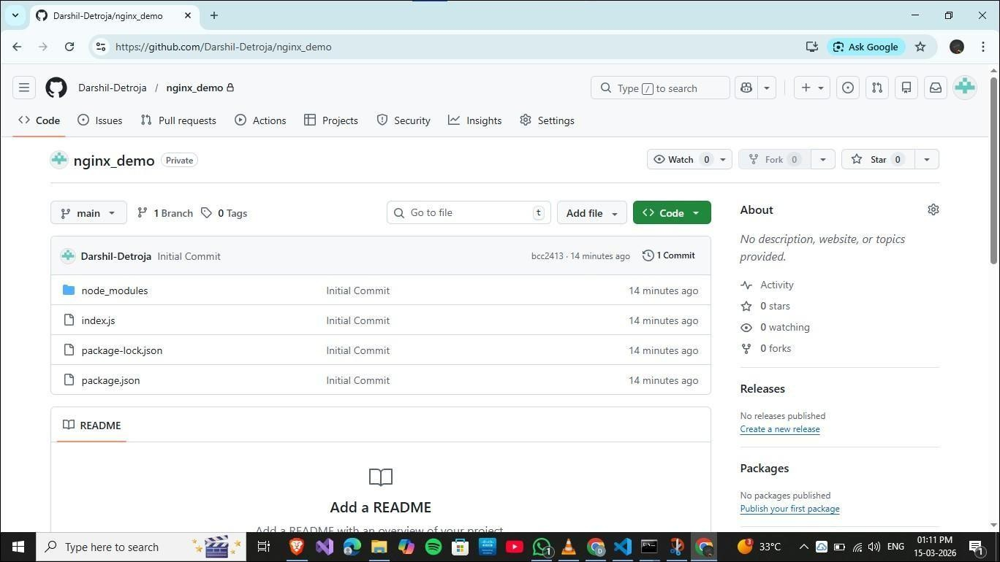 Darshil-Detroja/nginx_demo
https://github.com/Darshil-Detroja/nginx_demo
Ask Google
Darshil-Detroja / nginx_demo
Type / to search
Code Issues Pull requests Actions Projects Security Insights Settings
nginx_demo Private
Watch 0 Fork 0 Star 0
main 1 Branch 0 Tags Go to file t Add file Code
Darshil-Detroja Initial Commit bcc2413 · 14 minutes ago 1 Commit
node_modules Initial Commit 14 minutes ago
index.js Initial Commit 14 minutes ago
package-lock.json Initial Commit 14 minutes ago
package.json Initial Commit 14 minutes ago
README
Add a README
Add a README with an overview of your project
About
No description, website, or topics
provided.
Activity
0 stars
0 watching
0 forks
Releases
No releases published
Create a new release
Packages
No packages published
Publish your first package
Type here to search
1
D
3
33°C
ENG
01:11 PM
15-03-2026
1